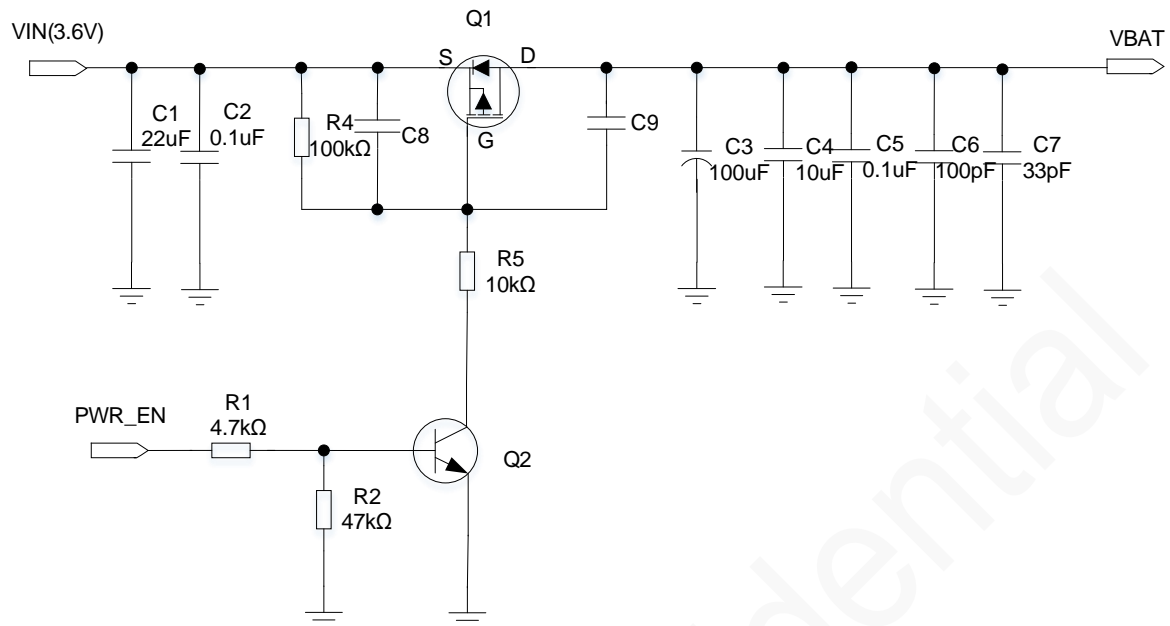 Q1
VIN(3.6V)
VBAT
S
D
G
C1
22uF
C2
0.1uF
R4
100kΩ
C8
C9
C3
100uF
C4
10uF
C5
0.1uF
C6
100pF
C7
33pF
R5
10kΩ
PWR_EN
R1
4.7kΩ
Q2
R2
47kΩ